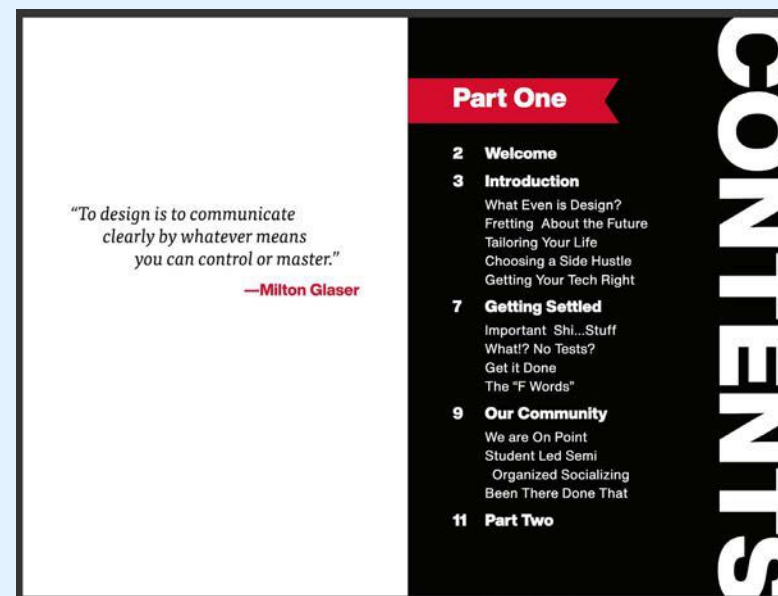 “To design is to communicate
clearly by whatever means
you can control or master.”
—Milton Glaser
CONTENTS
Part One
2 Welcome
3 Introduction
What Even is Design?
Fretting About the Future
Tailoring Your Life
Choosing a Side Hustle
Getting Your Tech Right
7 Getting Settled
Important Shi...Stuff
What!? No Tests?
Get it Done
The "F Words"
9 Our Community
We are On Point
Student Led Semi
Organized Socializing
Been There Done That
11 Part Two